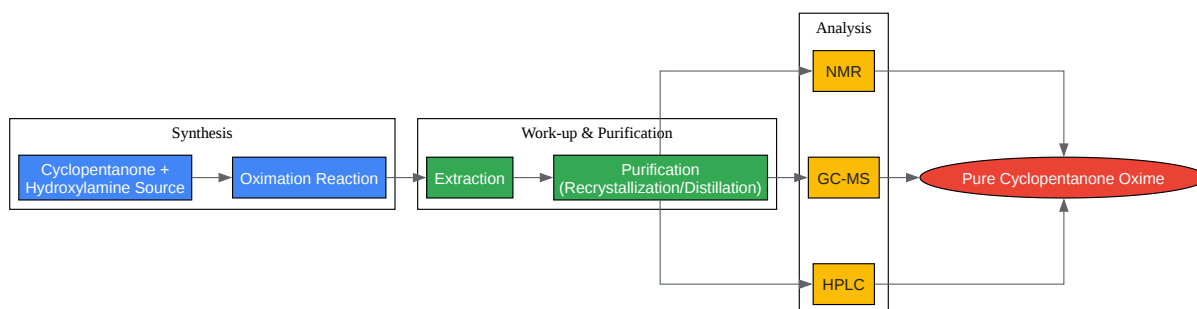 Synthesis
Cyclopentanone +
Hydroxylamine Source
Oximation Reaction
Work-up & Purification
Extraction
Purification
(Recrystallization/Distillation)
Analysis
NMR
GC-MS
HPLC
Pure Cyclopentanone Oxime